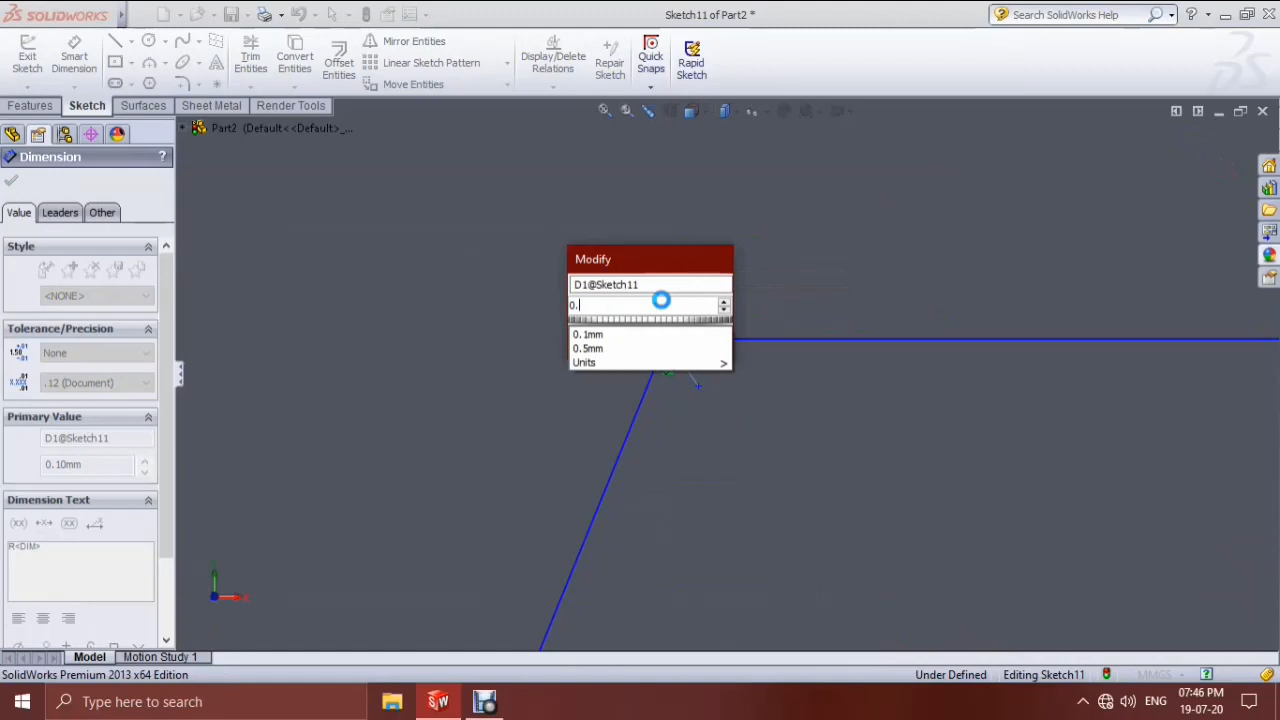 SOLIDWORKS
Sketch11 of Part2 *
Search SolidWorks Help
Exit Sketch
Smart Dimension
Trim Entities
Convert Entities
Offset Entities
Mirror Entities
Linear Sketch Pattern
Move Entities
Display/Delete Relations
Repair Sketch
Quick Snaps
Rapid Sketch
Features
Sketch
Surfaces
Sheet Metal
Render Tools
Part2 (Default<<Default>_...
Dimension
?
Value
Leaders
Other
Style
<NONE>
Tolerance/Precision
None
.12 (Document)
Primary Value
D1@Sketch11
0.10mm
Dimension Text
R<DIM>
Modify
D1@Sketch11
0.
0.1mm
0.5mm
Units >
Model
Motion Study 1
SolidWorks Premium 2013 x64 Edition
Under Defined
Editing Sketch11
MMGS
?
Type here to search
ENG
07:46 PM
19-07-20